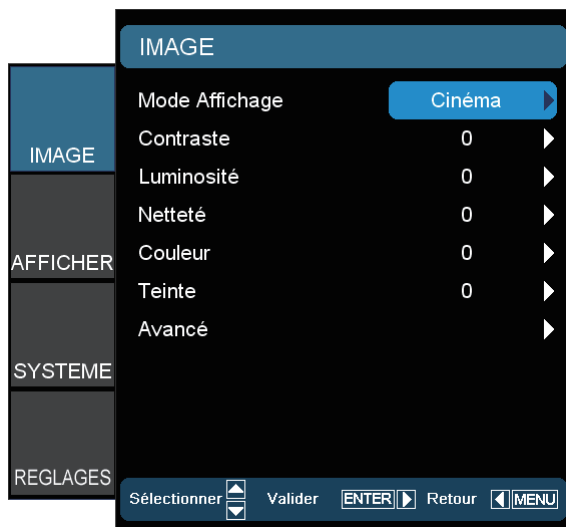 IMAGE
Mode Affichage Cinéma
Contraste 0
Luminosité 0
Netteté 0
Couleur 0
Teinte 0
Avancé
IMAGE
AFFICHER
SYSTEME
REGLAGES
Sélectionner Valider ENTER Retour MENU